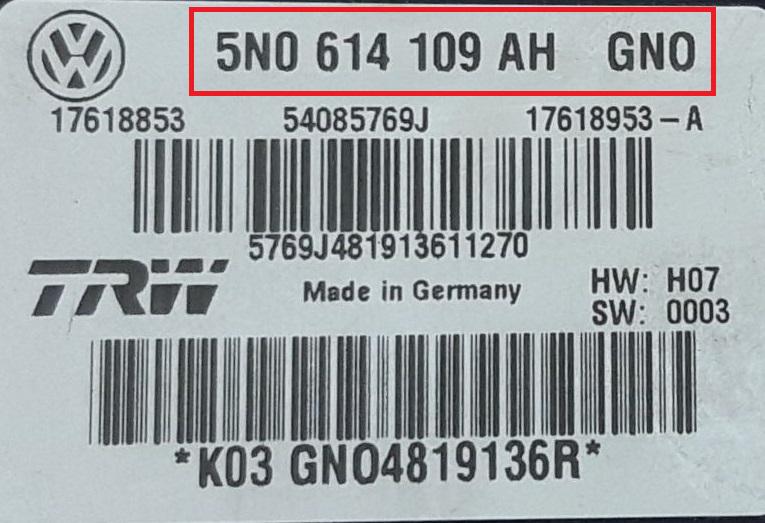 5N0 614 109 AH GNO
17618853 54085769J 17618953-A
5769J481913611270
TRW Made in Germany HW: H07
SW: 0003
*K03 GNO4819136R*